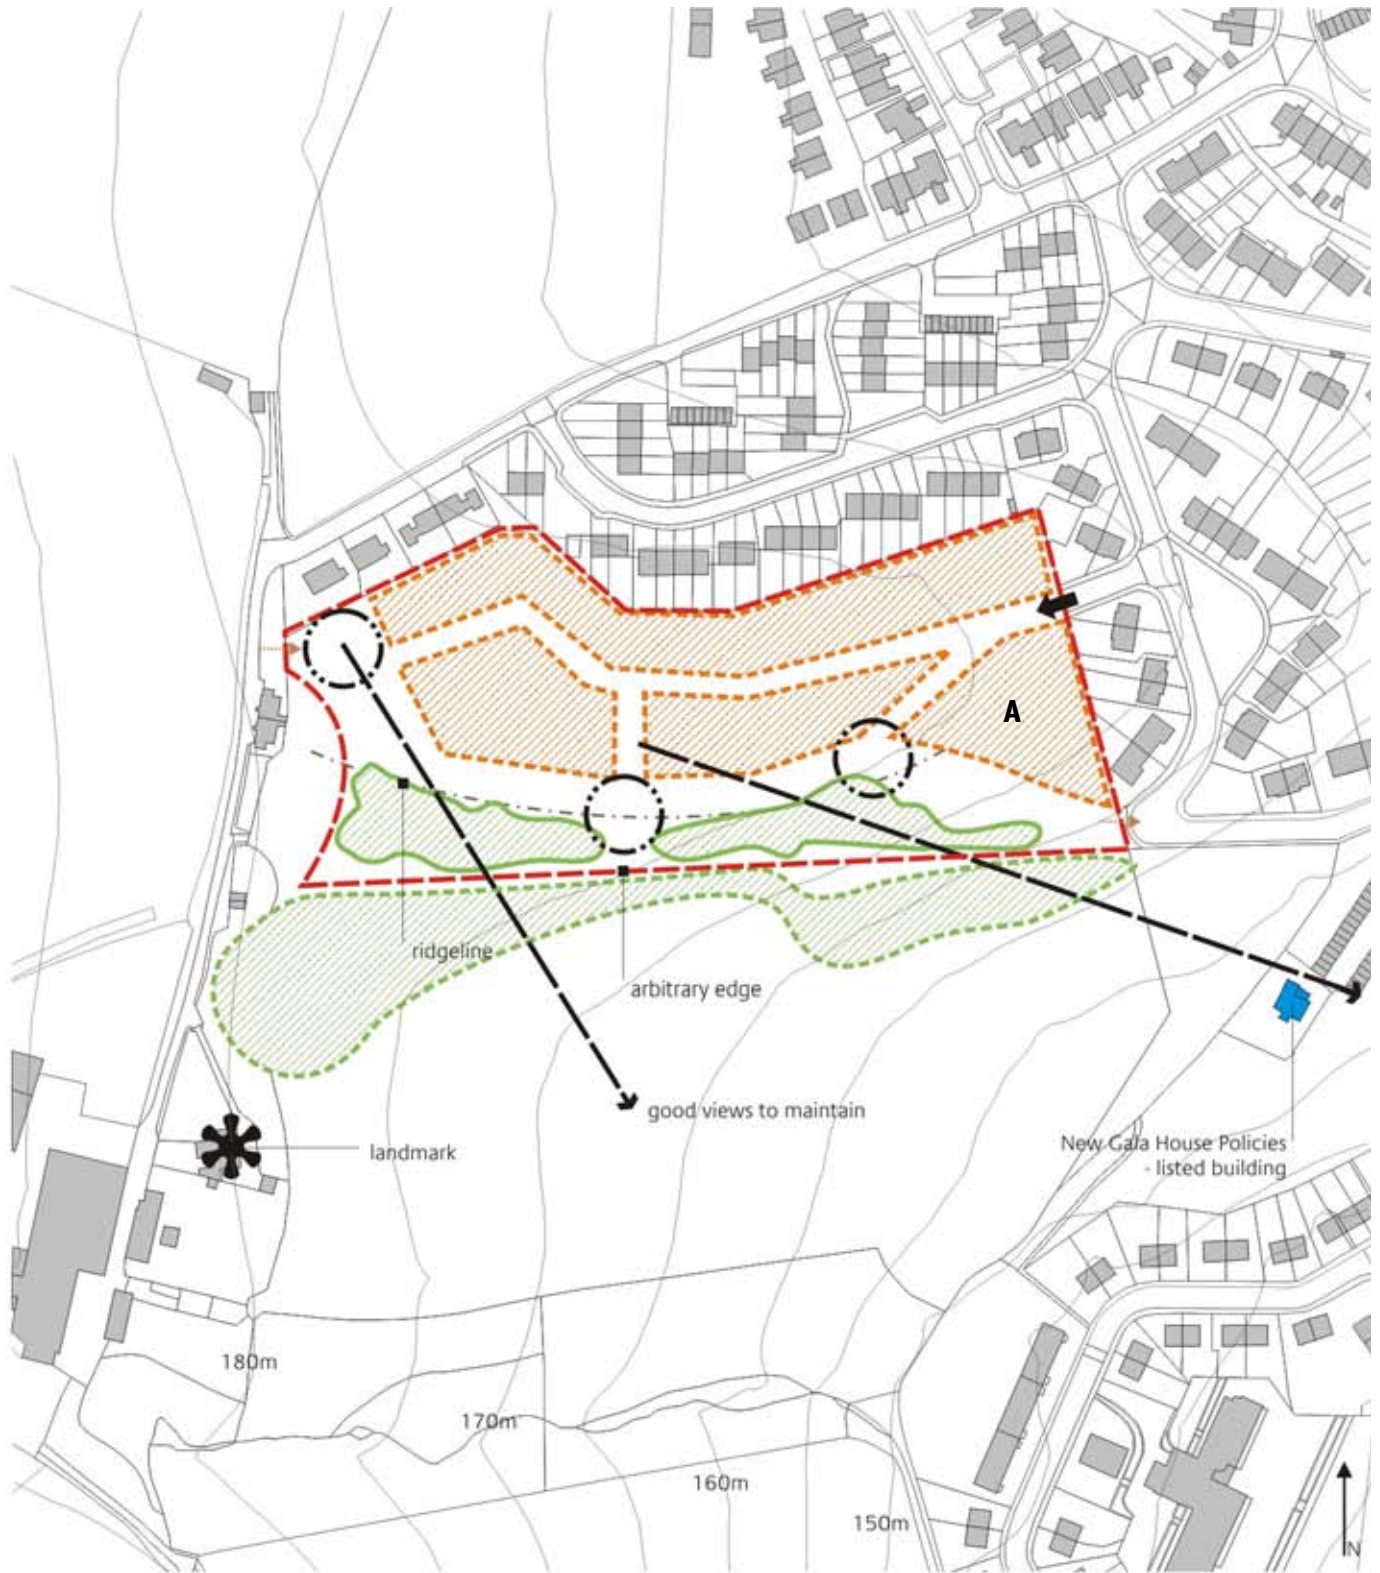 A
ridgeline
arbitrary edge
good views to maintain
landmark
New Gala House Policies
- listed building
180m
170m
160m
150m
N